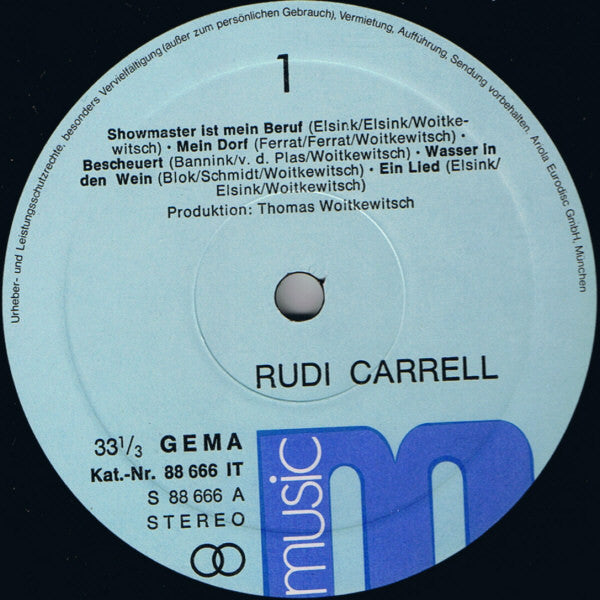 Urheber- und Leistungsschutzrechte, besonders Vervielfältigung (außer zum persönlichen Gebrauch), Vermietung, Aufführung, Sendung vorbehalten. Ariola Eurodisc GmbH, München
1
Showmaster ist mein Beruf (Elsink/Elsink/Woitke-
witsch) · Mein Dorf (Ferrat/Ferrat/Woitkewitsch) ·
Bescheuert (Bannink/v. d. Plas/Woitkewitsch) · Wasser in
den Wein (Blok/Schmidt/Woitkewitsch) · Ein Lied (Elsink/
Elsink/Woitkewitsch)
Produktion: Thomas Woitkewitsch
RUDI CARRELL
33 1/3 GEMA
Kat.-Nr. 88 666 IT
S 88 666 A
STEREO
music